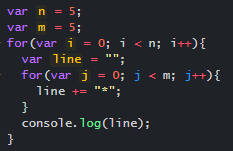 var n = 5;
var m = 5;
for(var i = 0; i < n; i++){
  var line = "";
  for(var j = 0; j < m; j++){
    line += "*";
  }
  console.log(line);
}